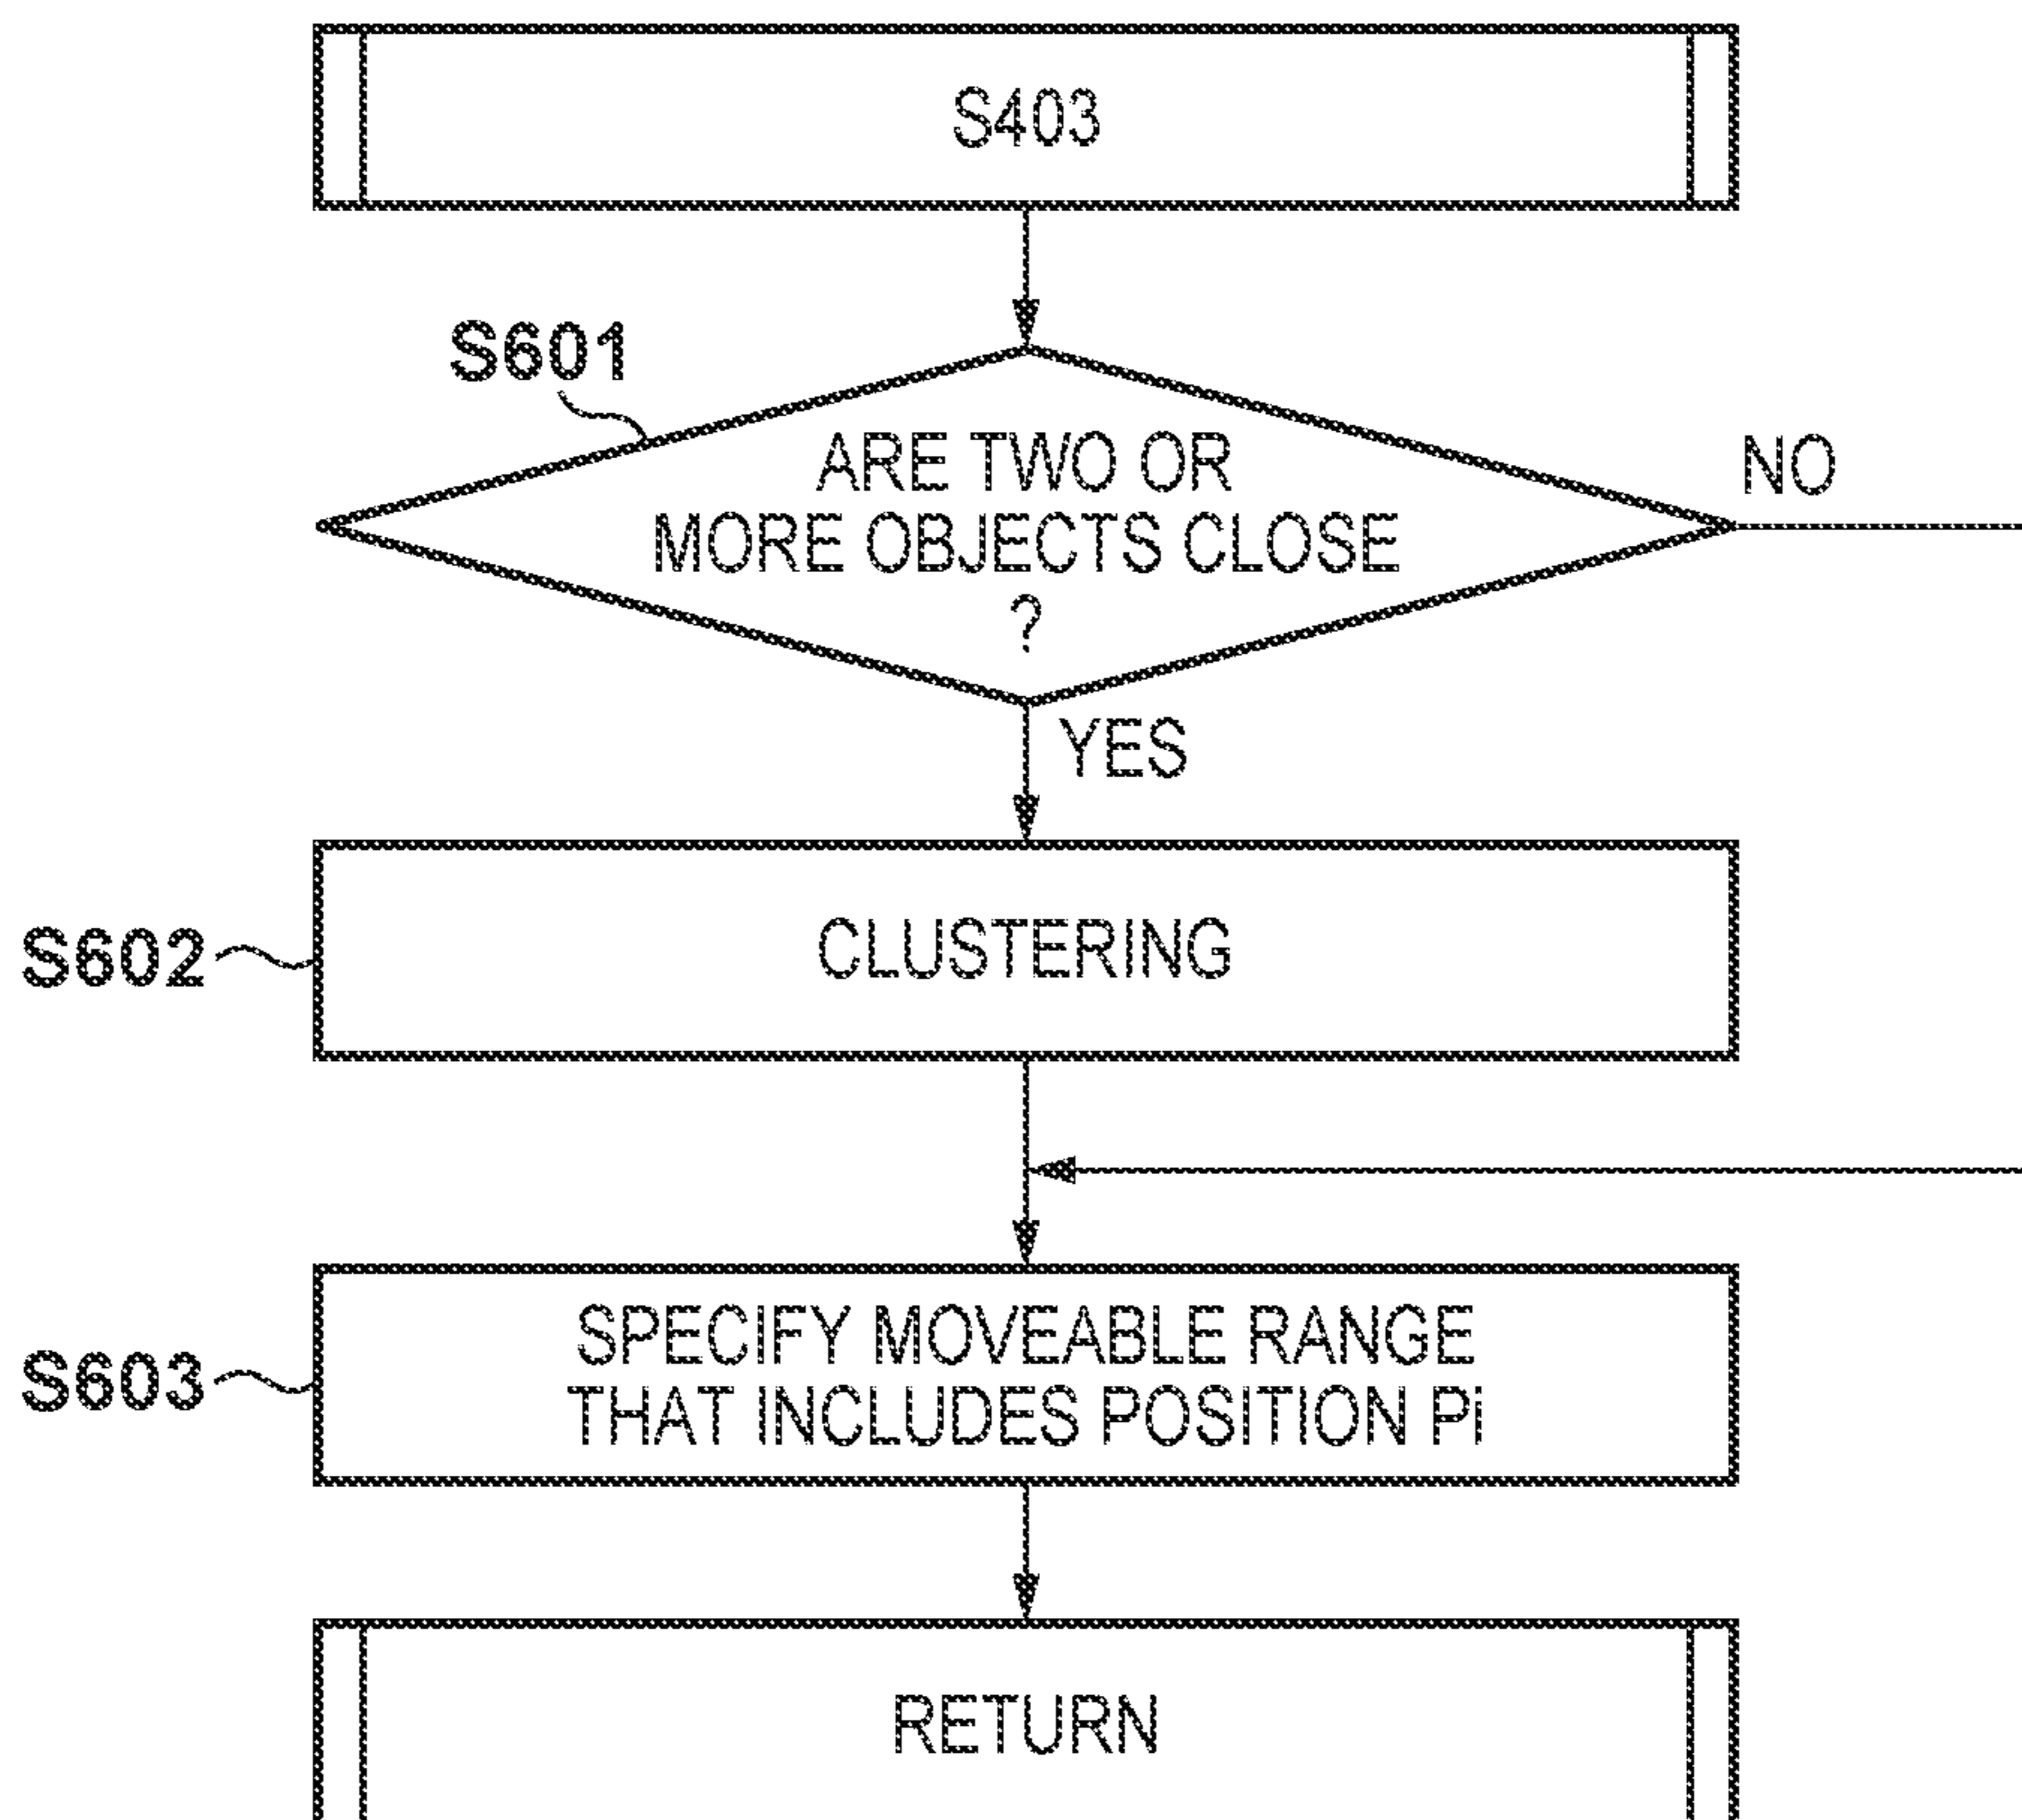 S403
S601
ARE TWO OR
MORE OBJECTS CLOSE
?
NO
YES
S602
CLUSTERING
S603
SPECIFY MOVEABLE RANGE
THAT INCLUDES POSITION Pi
RETURN